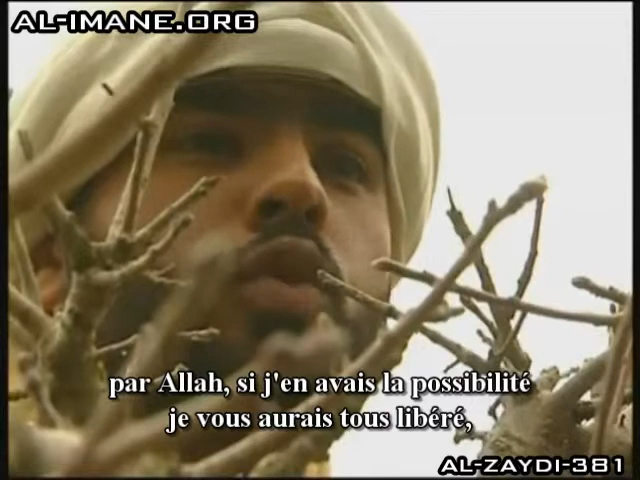 AL-IMANE.ORG
par Allah, si j'en avais la possibilité
je vous aurais tous libéré,
AL-ZAYDI-381